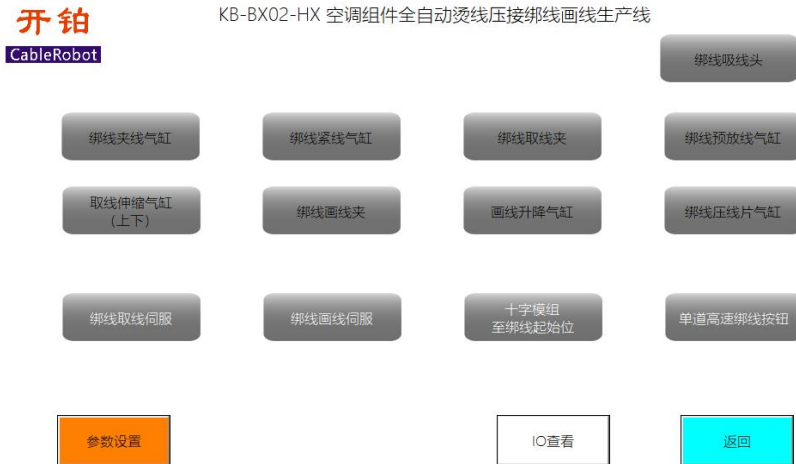 开铂
CableRobot
KB-BX02-HX 空调组件全自动烫线压接绑线画线生产线
绑线吸线头
绑线夹线气缸
绑线紧线气缸
绑线取线夹
绑线预放线气缸
取线伸缩气缸
(上下)
绑线画线夹
画线升降气缸
绑线压线片气缸
绑线取线伺服
绑线画线伺服
十字模组
至绑线起始位
单道高速绑线按钮
参数设置
IO查看
返回